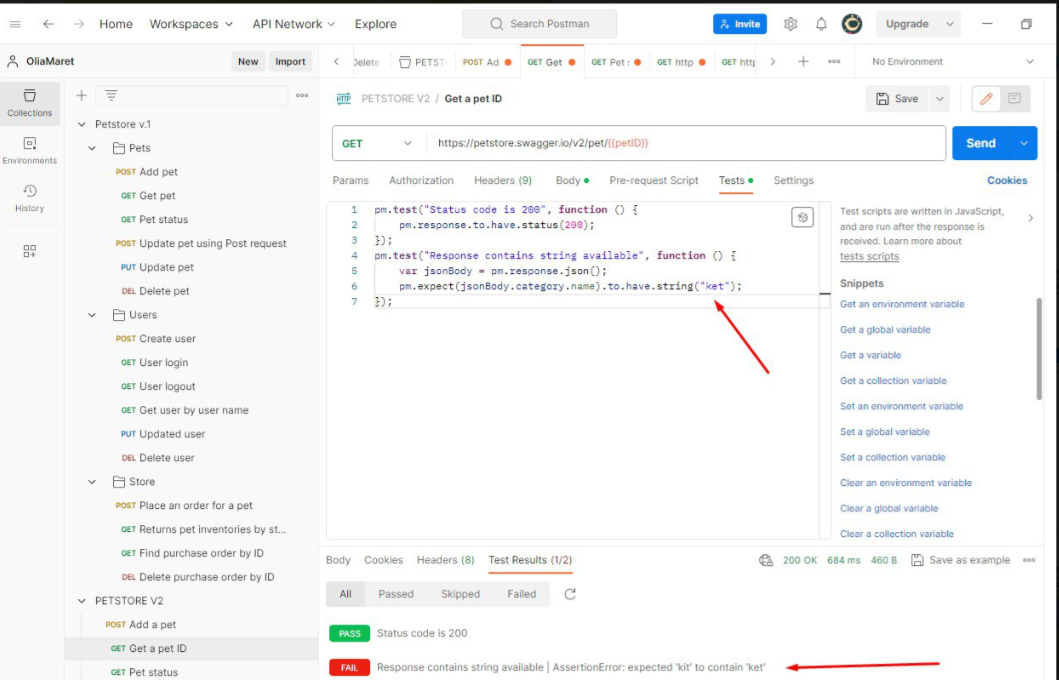 Home Workspaces API Network Explore Search Postman Invite Upgrade
OliaMaret New Import Delete PETST POST Ad GET Get GET Pet GET http GET http No Environment
Collections
Environments
History
Petstore v.1
Pets
POST Add pet
GET Get pet
GET Pet status
POST Update pet using Post request
PUT Update pet
DEL Delete pet
Users
POST Create user
GET User login
GET User logout
GET Get user by user name
PUT Updated user
DEL Delete user
Store
POST Place an order for a pet
GET Returns pet inventories by st...
GET Find purchase order by ID
DEL Delete purchase order by ID
PETSTORE V2
POST Add a pet
GET Get a pet ID
GET Pet status
HTTP PETSTORE V2 / Get a pet ID Save
GET https://petstore.swagger.io/v2/pet/{{petID}} Send
Params Authorization Headers (9) Body Pre-request Script Tests Settings Cookies
1 pm.test("Status code is 200", function () {
2 pm.response.to.have.status(200);
3 });
4 pm.test("Response contains string available", function () {
5 var jsonBody = pm.response.json();
6 pm.expect(jsonBody.category.name).to.have.string("ket");
7 });
Test scripts are written in JavaScript,
and are run after the response is
received. Learn more about
tests scripts
Snippets
Get an environment variable
Get a global variable
Get a variable
Get a collection variable
Set an environment variable
Set a global variable
Set a collection variable
Clear an environment variable
Clear a global variable
Clear a collection variable
Body Cookies Headers (8) Test Results (1/2) 200 OK 684 ms 460 B Save as example
All Passed Skipped Failed
PASS Status code is 200
FAIL Response contains string available | AssertionError: expected 'kit' to contain 'ket'